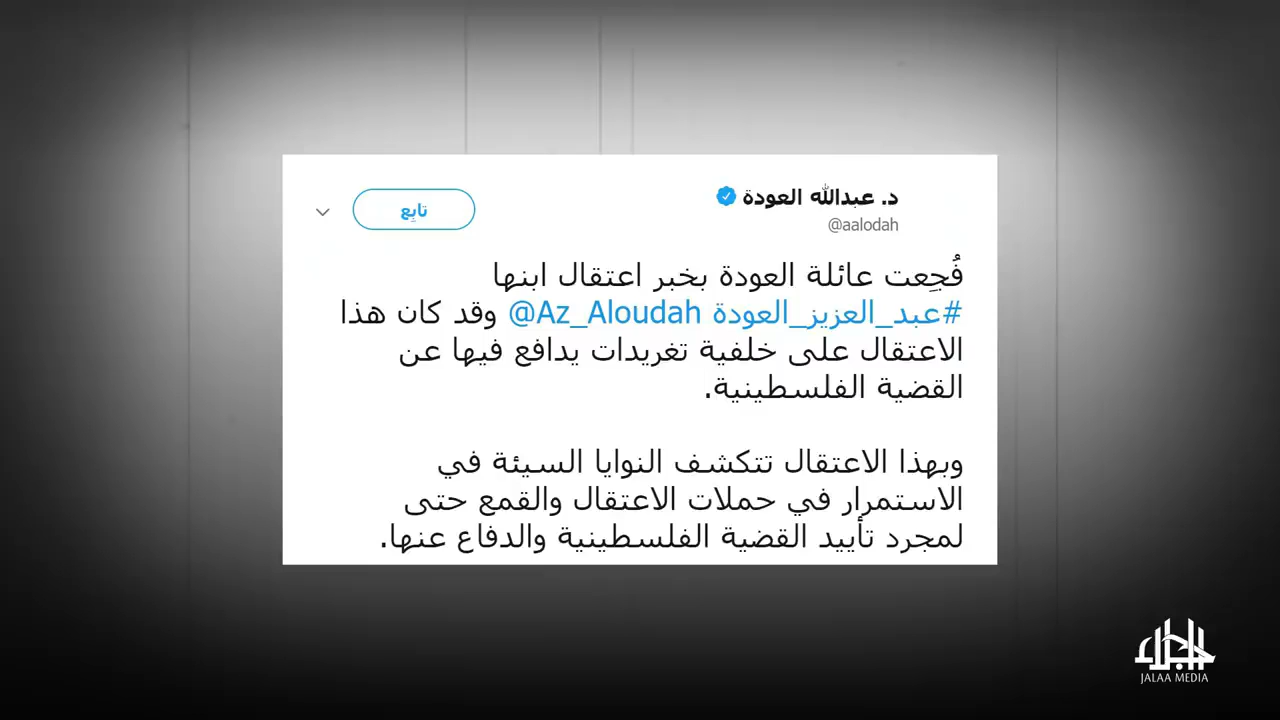 د. عبدالله العودة
@aalodah
تابِع
فُجِعت عائلة العودة بخبر اعتقال ابنها
#عبد_العزيز_العودة @Az_Aloudah وقد كان هذا
الاعتقال على خلفية تغريدات يدافع فيها عن
القضية الفلسطينية.
وبهذا الاعتقال تتكشف النوايا السيئة في
الاستمرار في حملات الاعتقال والقمع حتى
لمجرد تأييد القضية الفلسطينية والدفاع عنها.
الجلاء
JALAA MEDIA